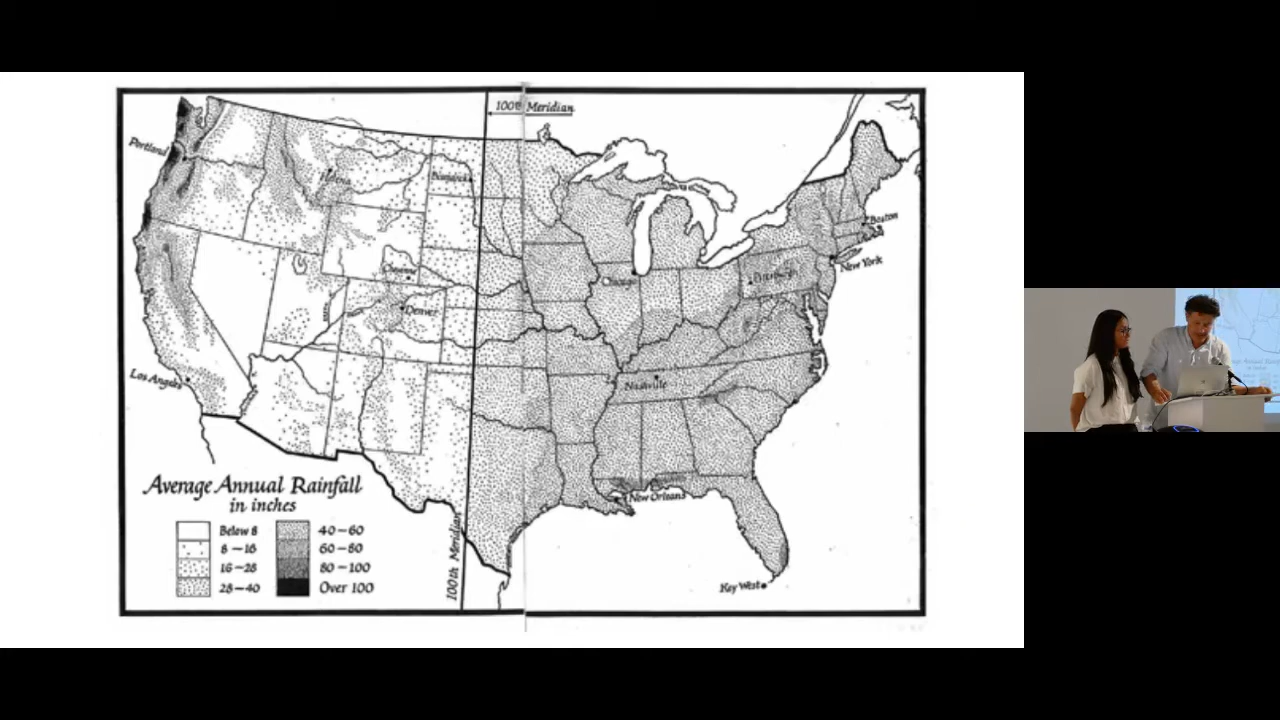 100th Meridian
Portland
Helena
Bismarck
Boston
New York
Cheyenne
Chicago
Pittsburgh
Denver
Los Angeles
Nashville
New Orleans
Key West
100th Meridian
Average Annual Rainfall
in inches
Below 8
8-16
16-28
28-40
40-60
60-80
80-100
Over 100